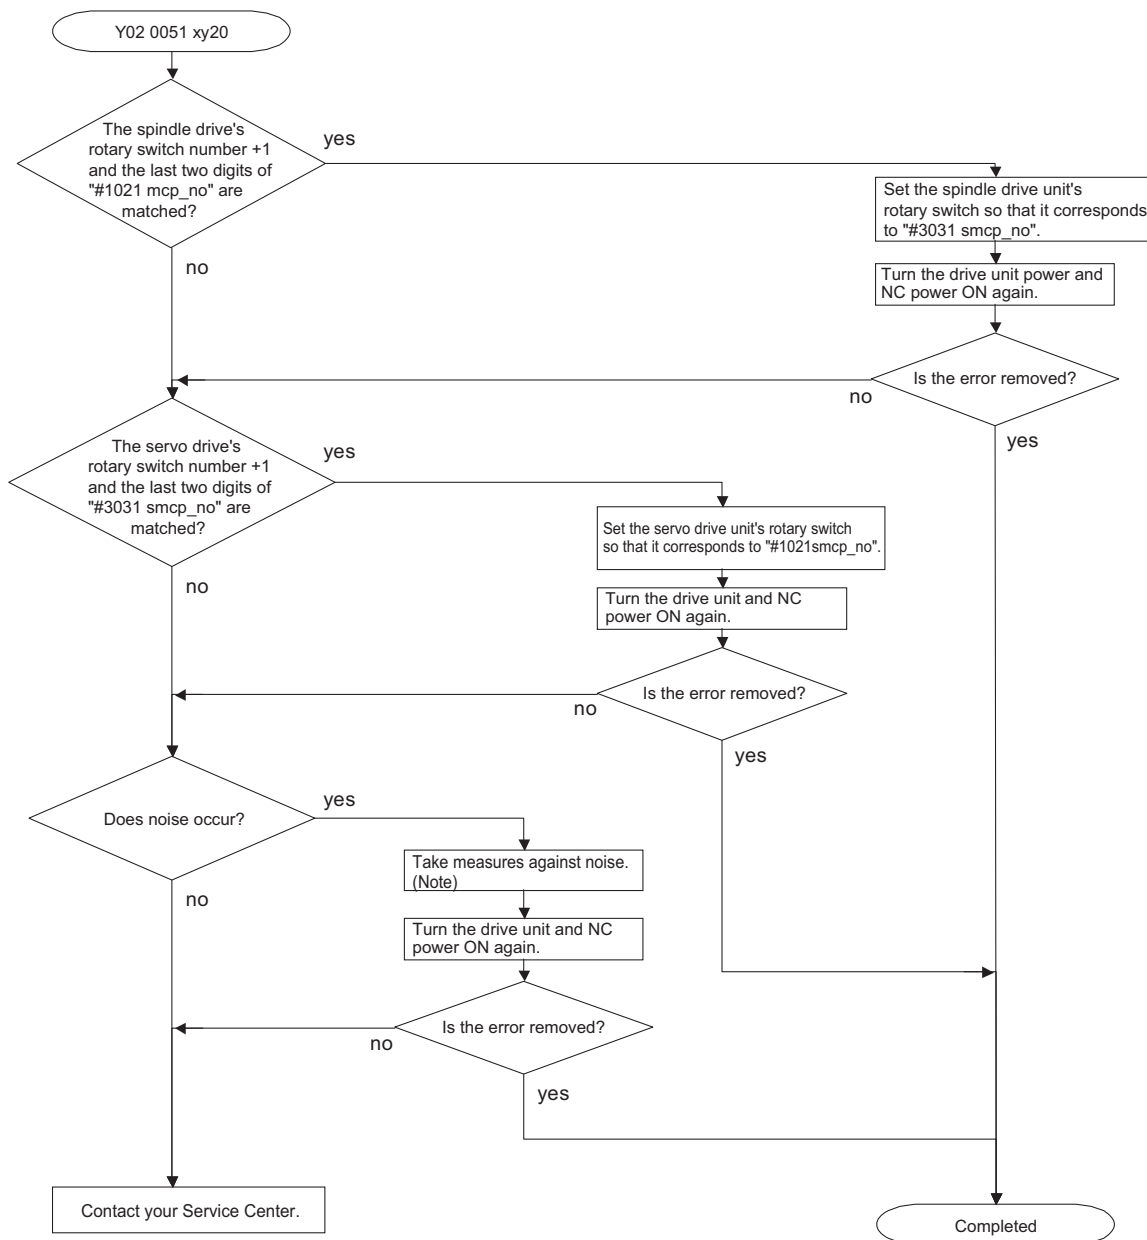 Y02 0051 xy20
The spindle drive's
rotary switch number +1
and the last two digits of
"#1021 mcp_no" are
matched?
yes
no
Set the spindle drive unit's
rotary switch so that it corresponds
to "#3031 smcp_no".
Turn the drive unit power and
NC power ON again.
Is the error removed?
no
yes
The servo drive's
rotary switch number +1
and the last two digits of
"#3031 smcp_no" are
matched?
yes
no
Set the servo drive unit's rotary switch
so that it corresponds to "#1021smcp_no".
Turn the drive unit and NC
power ON again.
Is the error removed?
no
yes
Does noise occur?
yes
no
Take measures against noise.
(Note)
Turn the drive unit and NC
power ON again.
Is the error removed?
no
yes
Contact your Service Center.
Completed